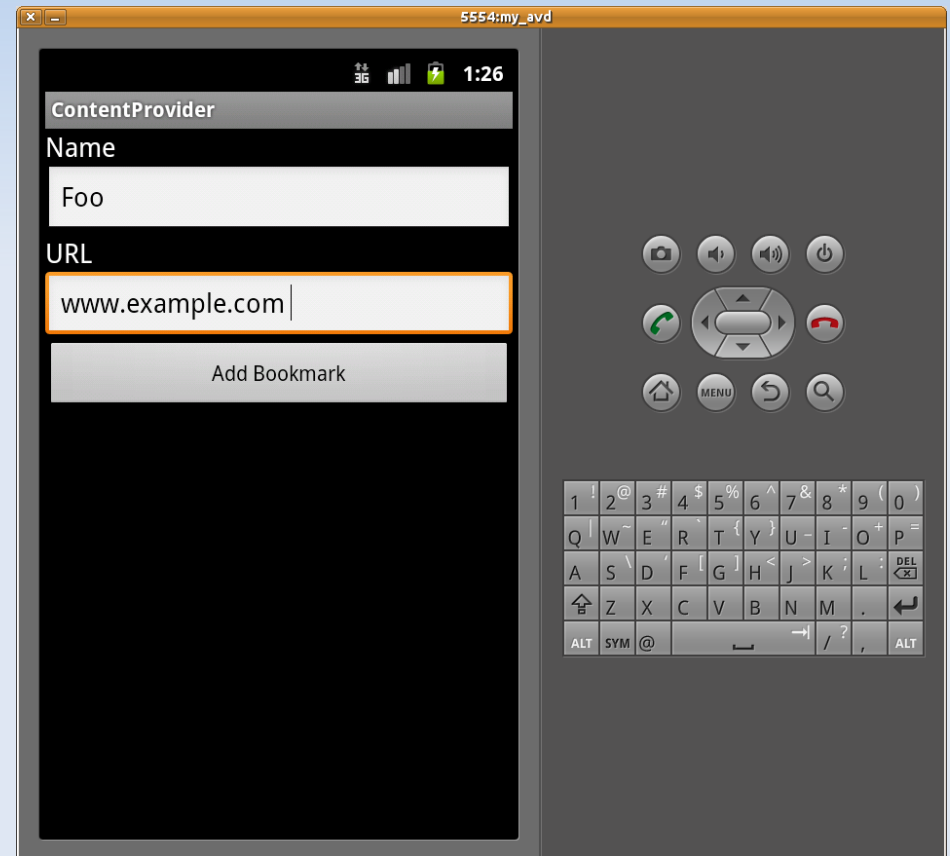 5554:my_avd
3G 1:26
ContentProvider
Name
Foo
URL
www.example.com
Add Bookmark
MENU
1 ! 2 @ 3 # 4 $ 5 % 6 ^ 7 & 8 * 9 ( 0 )
Q | W ~ E “ R ` T { Y } U _ I - O + P =
A S \ D ‘ F [ G ] H < J > K ; L : DEL
Z X C V B N M .
ALT SYM @ / ? , ALT